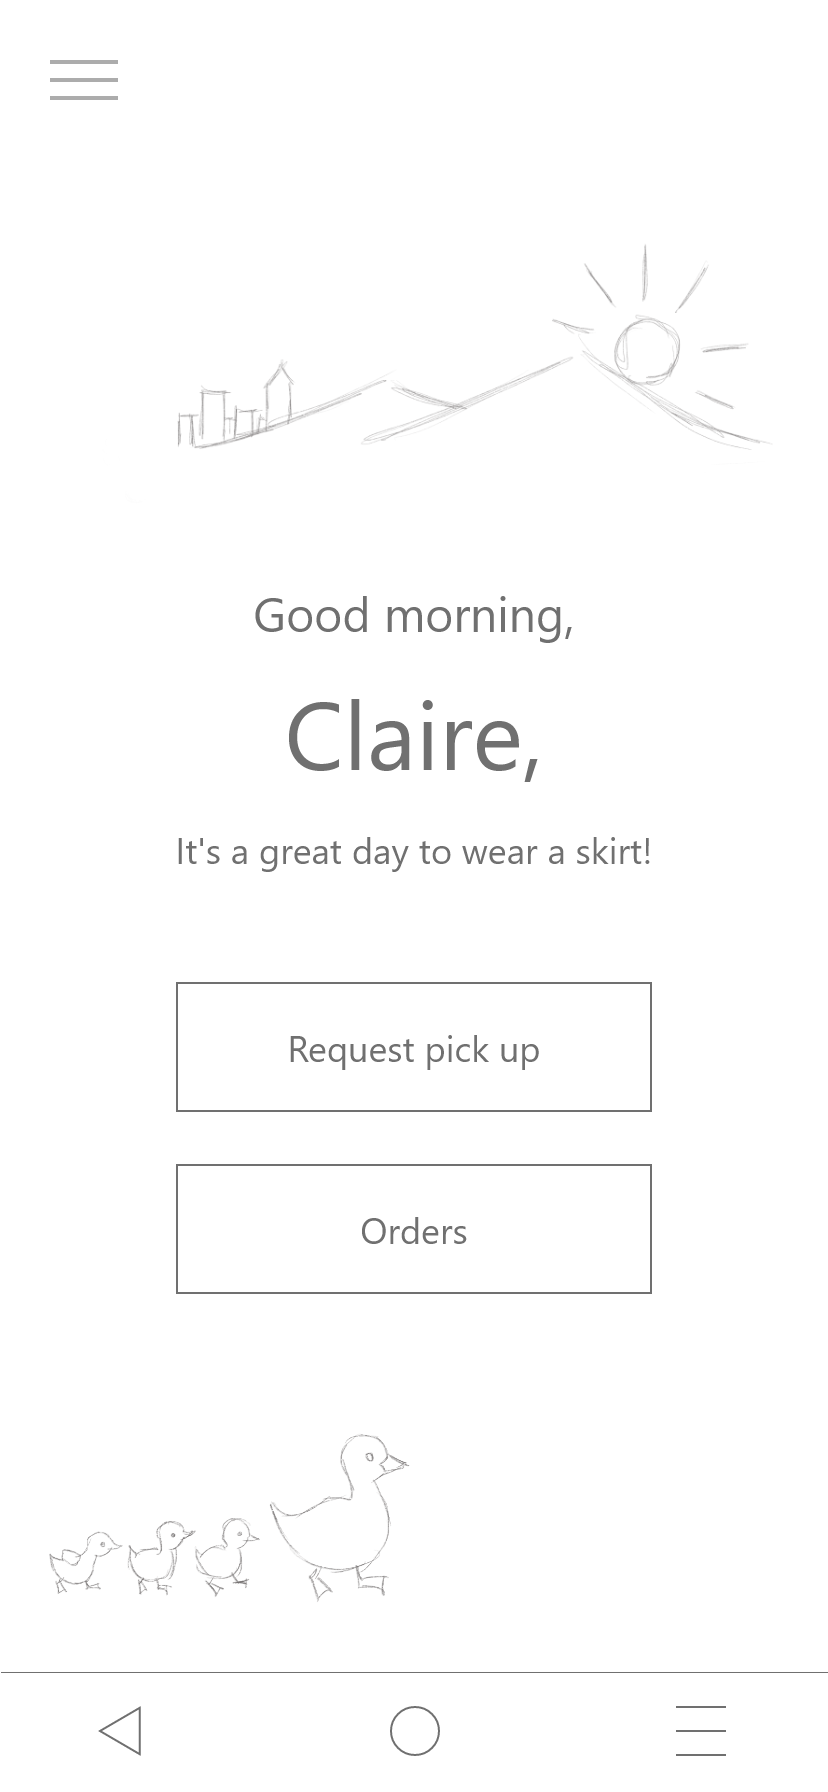 Good morning,
Claire,
It's a great day to wear a skirt!
Request pick up
Orders